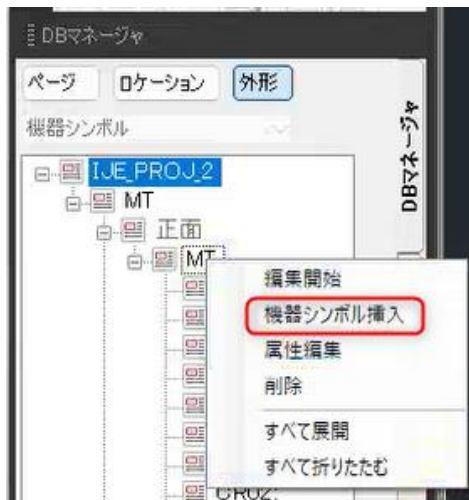 DBマネージャ
ページ ロケーション 外形
機器シンボル
DBマネージャ
IJE_PROJ_2
MT
正面
MT
編集開始
機器シンボル挿入
属性編集
削除
すべて展開
すべて折りたたむ